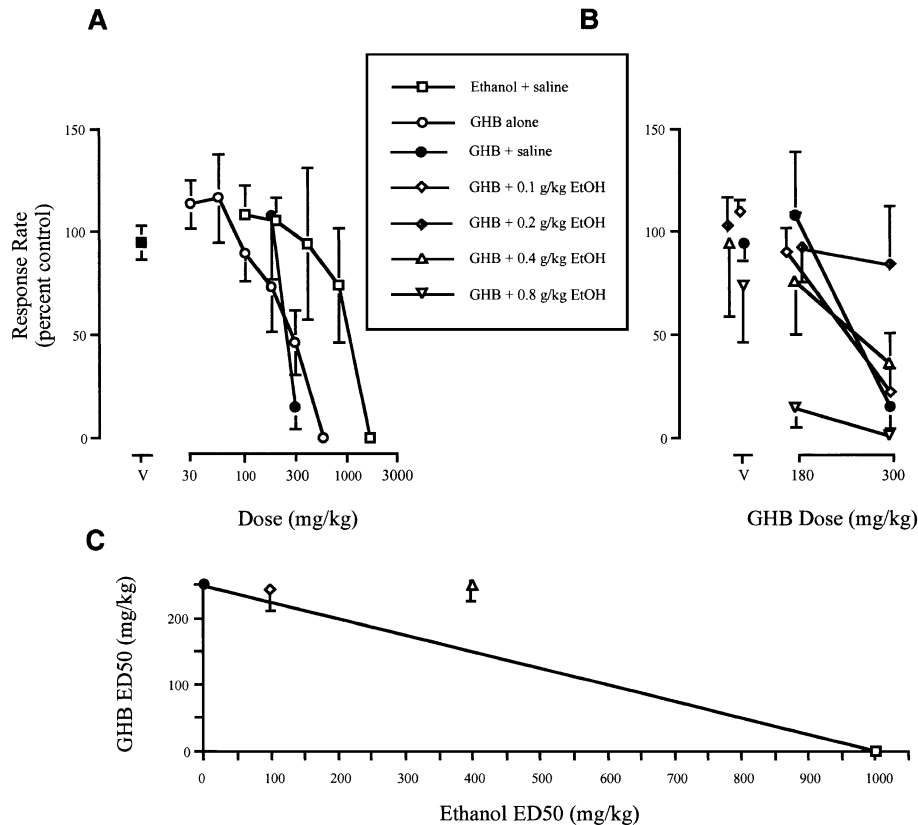 A
B
Ethanol + saline
GHB alone
GHB + saline
GHB + 0.1 g/kg EtOH
GHB + 0.2 g/kg EtOH
GHB + 0.4 g/kg EtOH
GHB + 0.8 g/kg EtOH
Response Rate
(percent control)
150
100
50
0
V
30
100
300
1000
3000
Dose (mg/kg)
150
100
50
0
V
180
300
GHB Dose (mg/kg)
C
GHB ED50 (mg/kg)
200
100
0
0
100
200
300
400
500
600
700
800
900
1000
Ethanol ED50 (mg/kg)